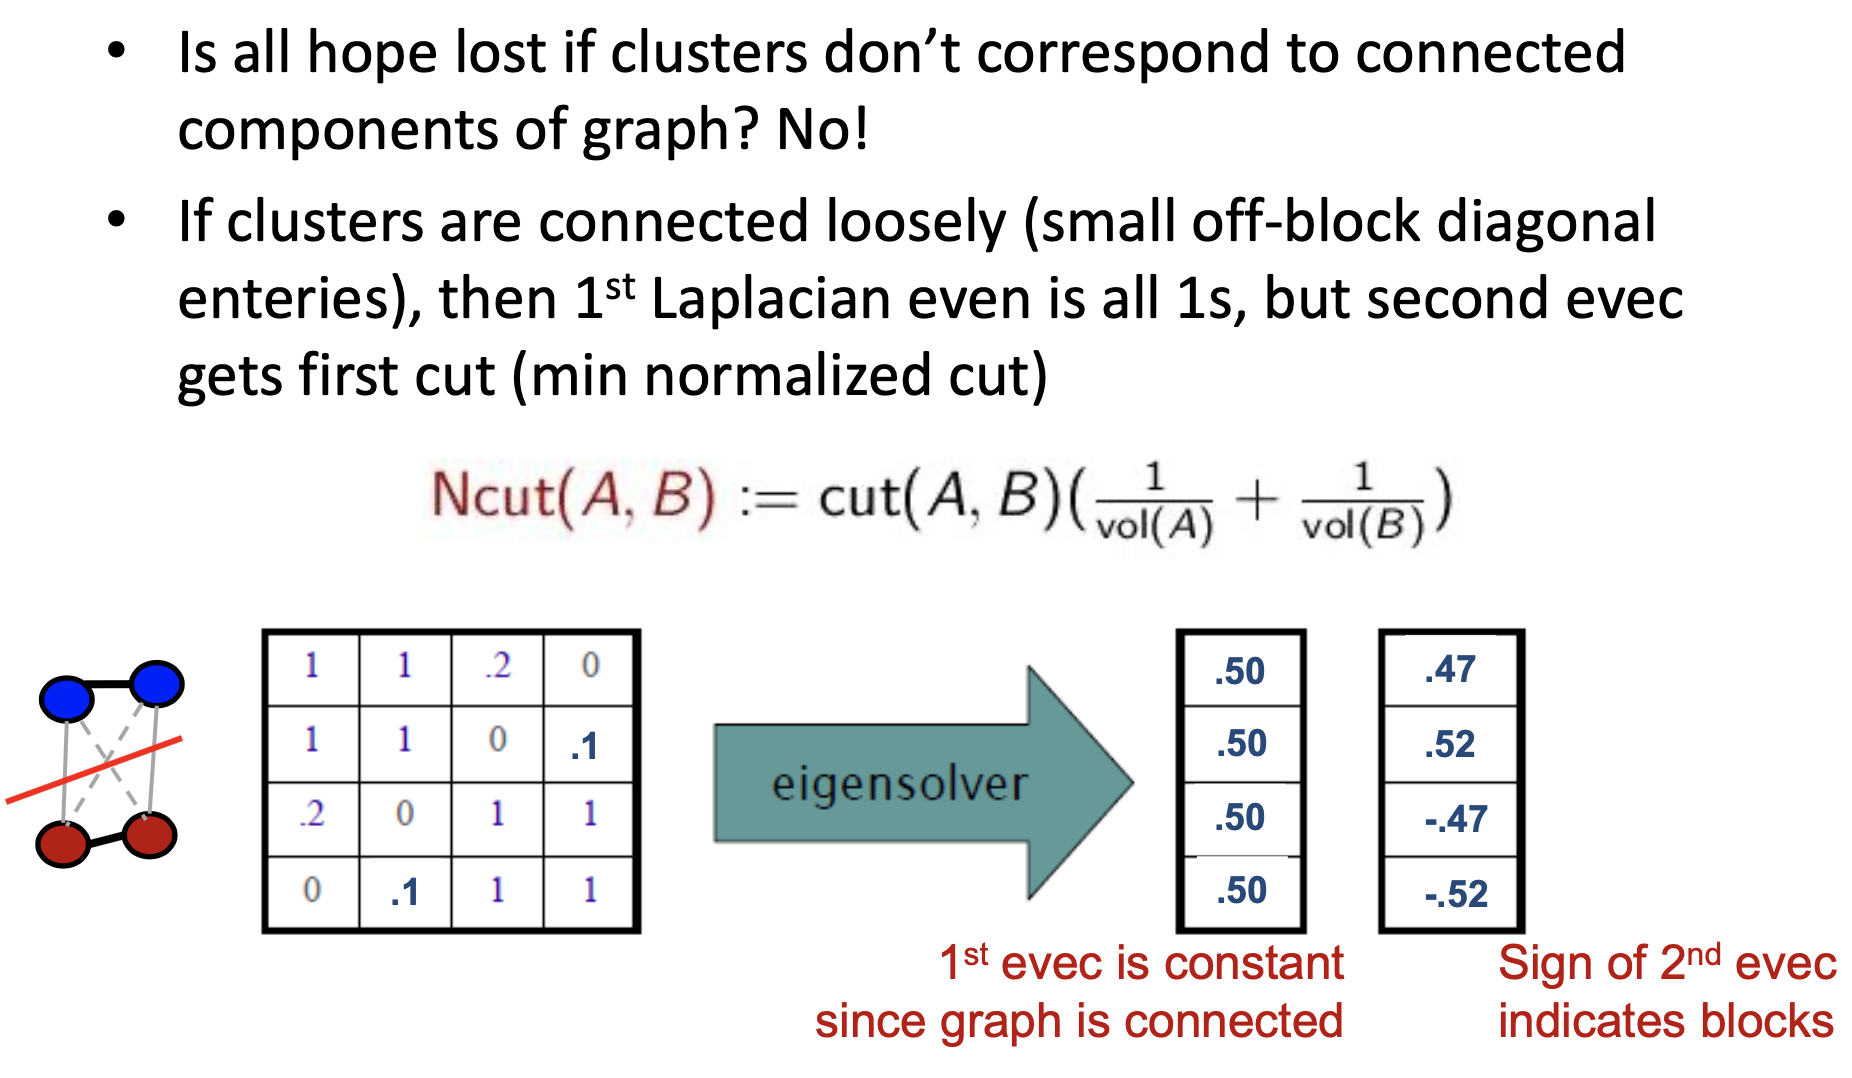 • Is all hope lost if clusters don’t correspond to connected
components of graph? No!
• If clusters are connected loosely (small off-block diagonal
enteries), then 1st Laplacian even is all 1s, but second evec
gets first cut (min normalized cut)
Ncut(A, B) := cut(A, B)(1/vol(A) + 1/vol(B))
1 1 .2 0
1 1 0 .1
.2 0 1 1
0 .1 1 1
eigensolver
.50
.50
.50
.50
.47
.52
-.47
-.52
1st evec is constant
since graph is connected
Sign of 2nd evec
indicates blocks